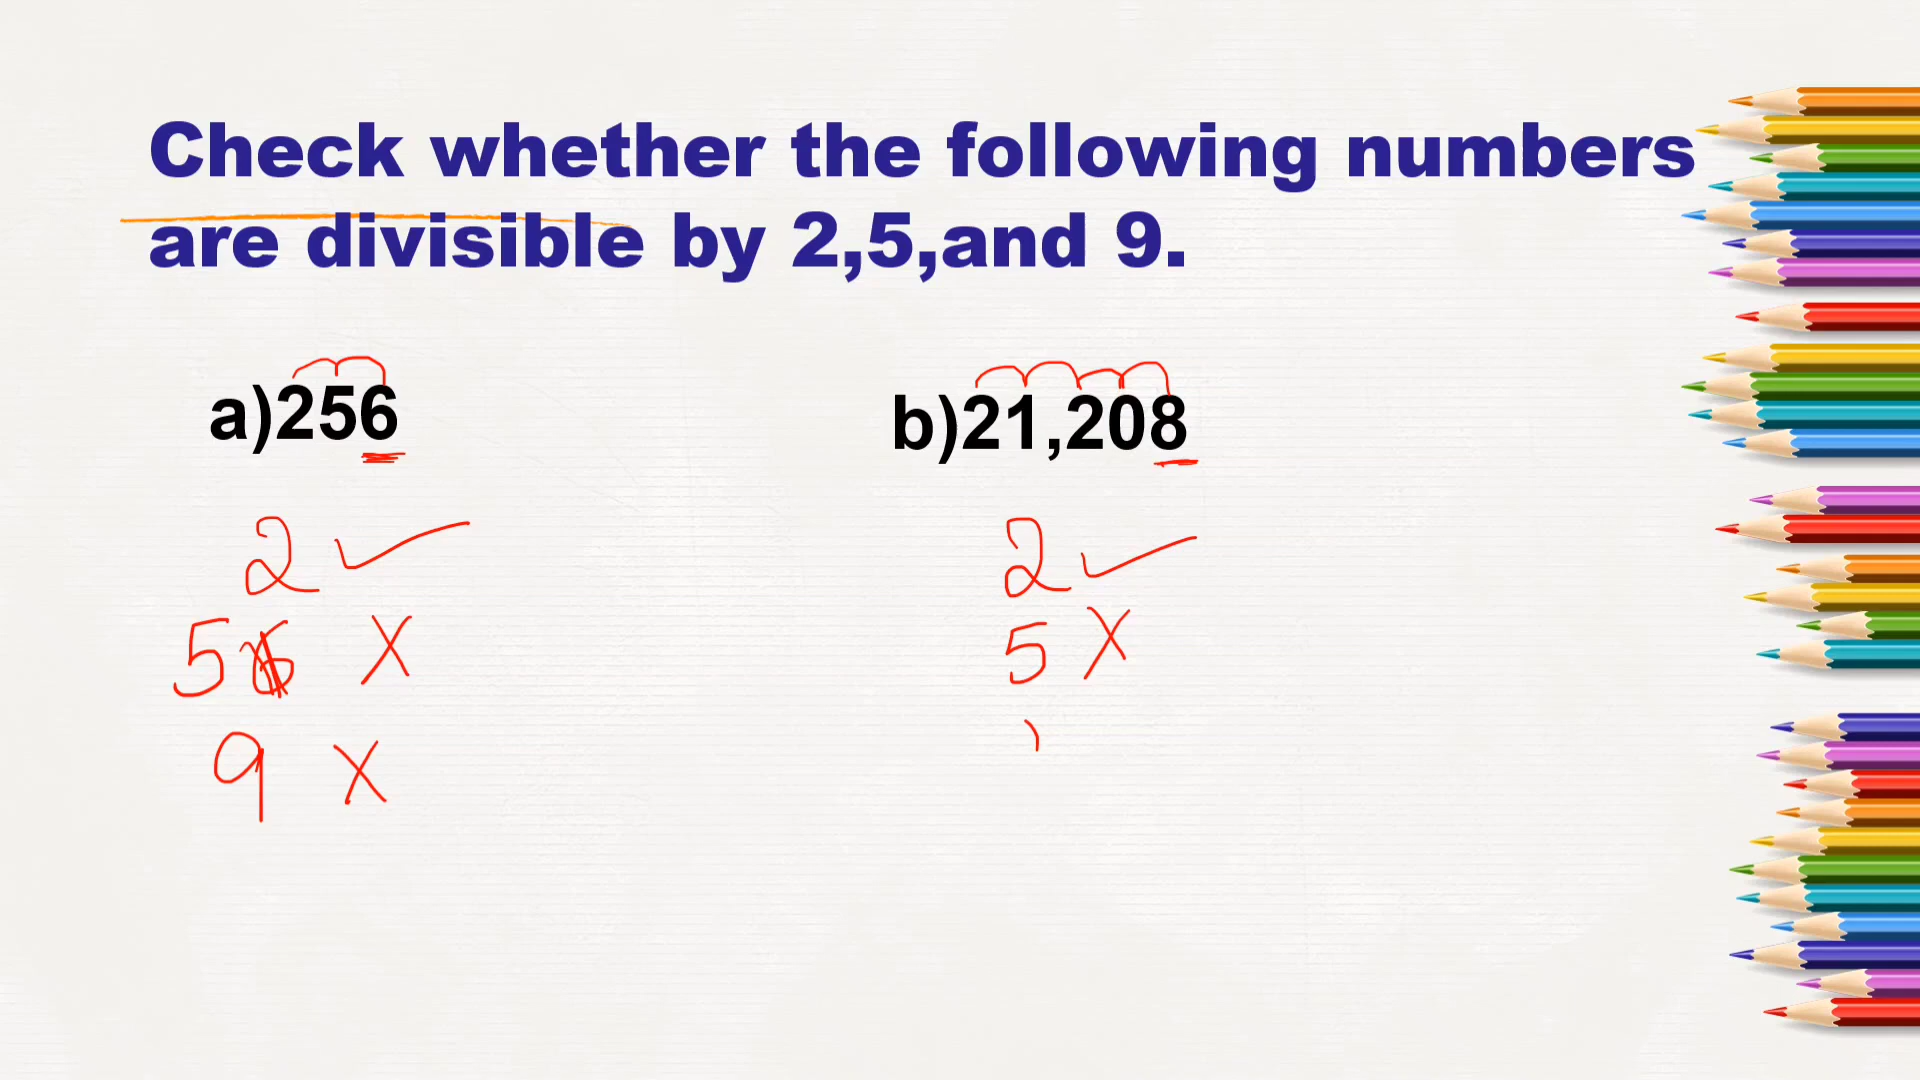 Check whether the following numbers
are divisible by 2,5,and 9.
a)256
b)21,208
2 ✓
5 X
9 X
2 ✓
5 X